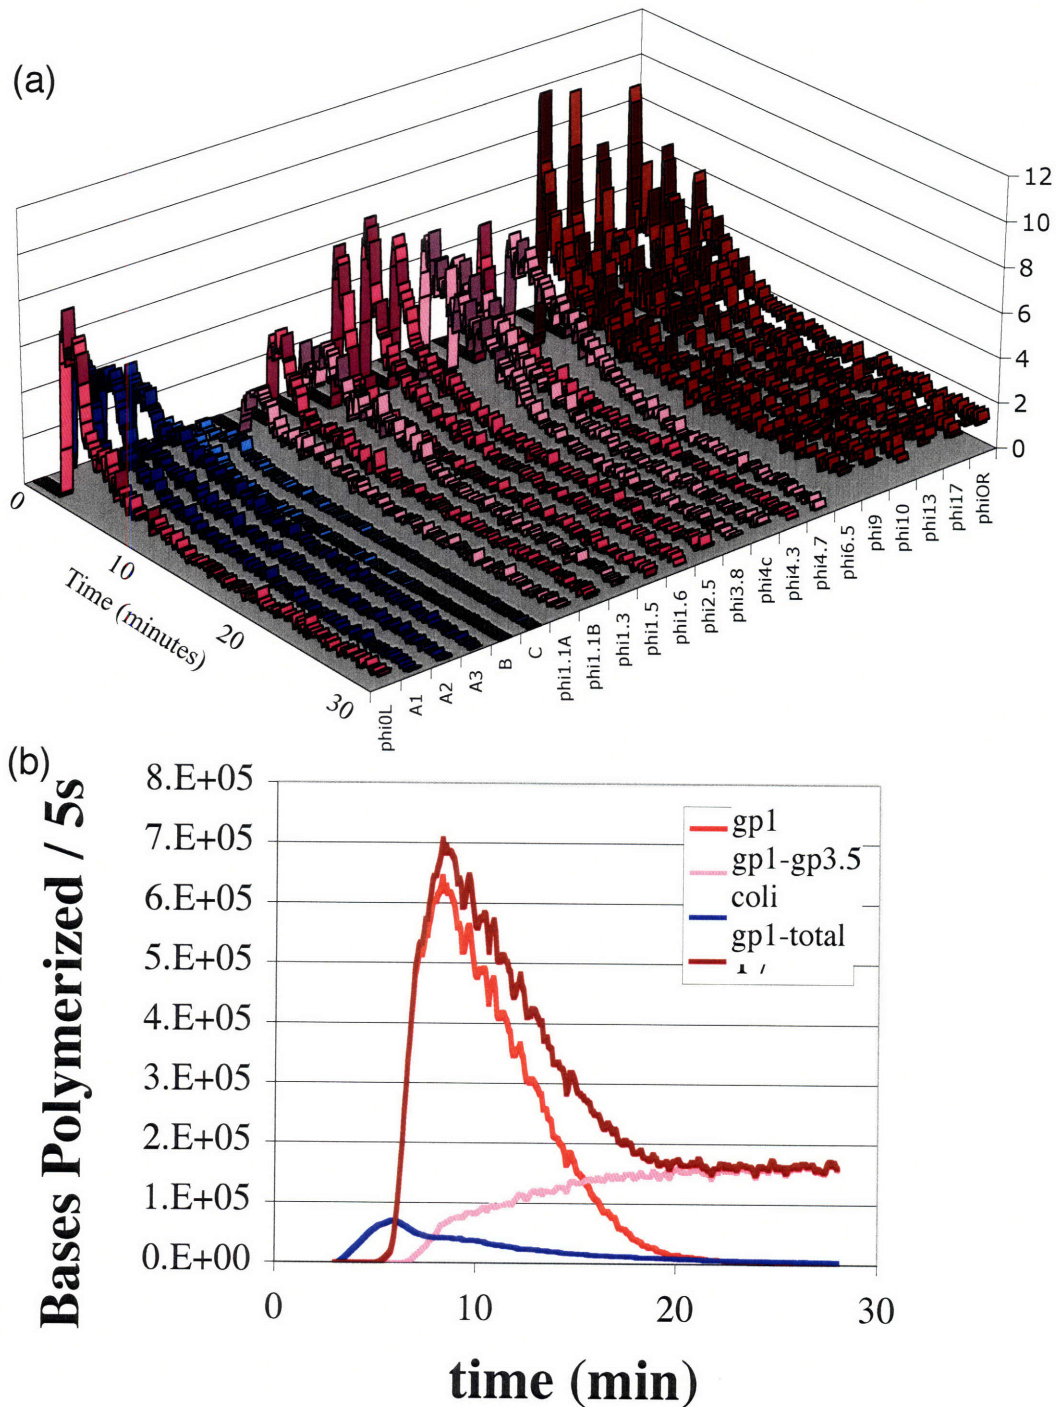 (a)
12
10
8
6
4
2
0
0
10
20
30
Time (minutes)
phi0L
A1
A2
A3
B
C
phi1.1A
phi1.1B
phi1.3
phi1.5
phi1.6
phi2.5
phi3.8
phi4c
phi4.3
phi4.7
phi6.5
phi9
phi10
phi13
phi17
phiOR
(b)
Bases Polymerized / 5s
8.E+05
7.E+05
6.E+05
5.E+05
4.E+05
3.E+05
2.E+05
1.E+05
0.E+00
gp1
gp1-gp3.5
coli
gp1-total
0
10
20
30
time (min)